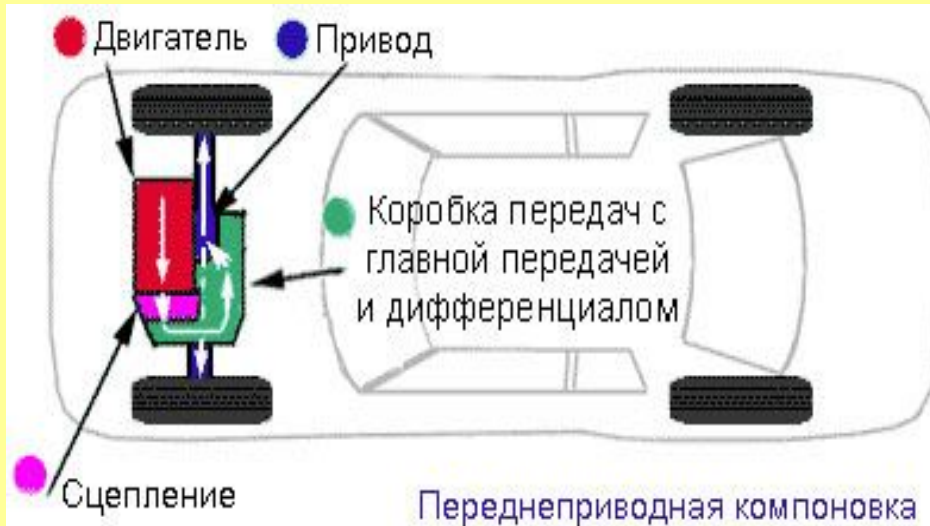 Двигатель
Привод
Коробка передач с
главной передачей
и дифференциалом
Сцепление
Переднеприводная компоновка